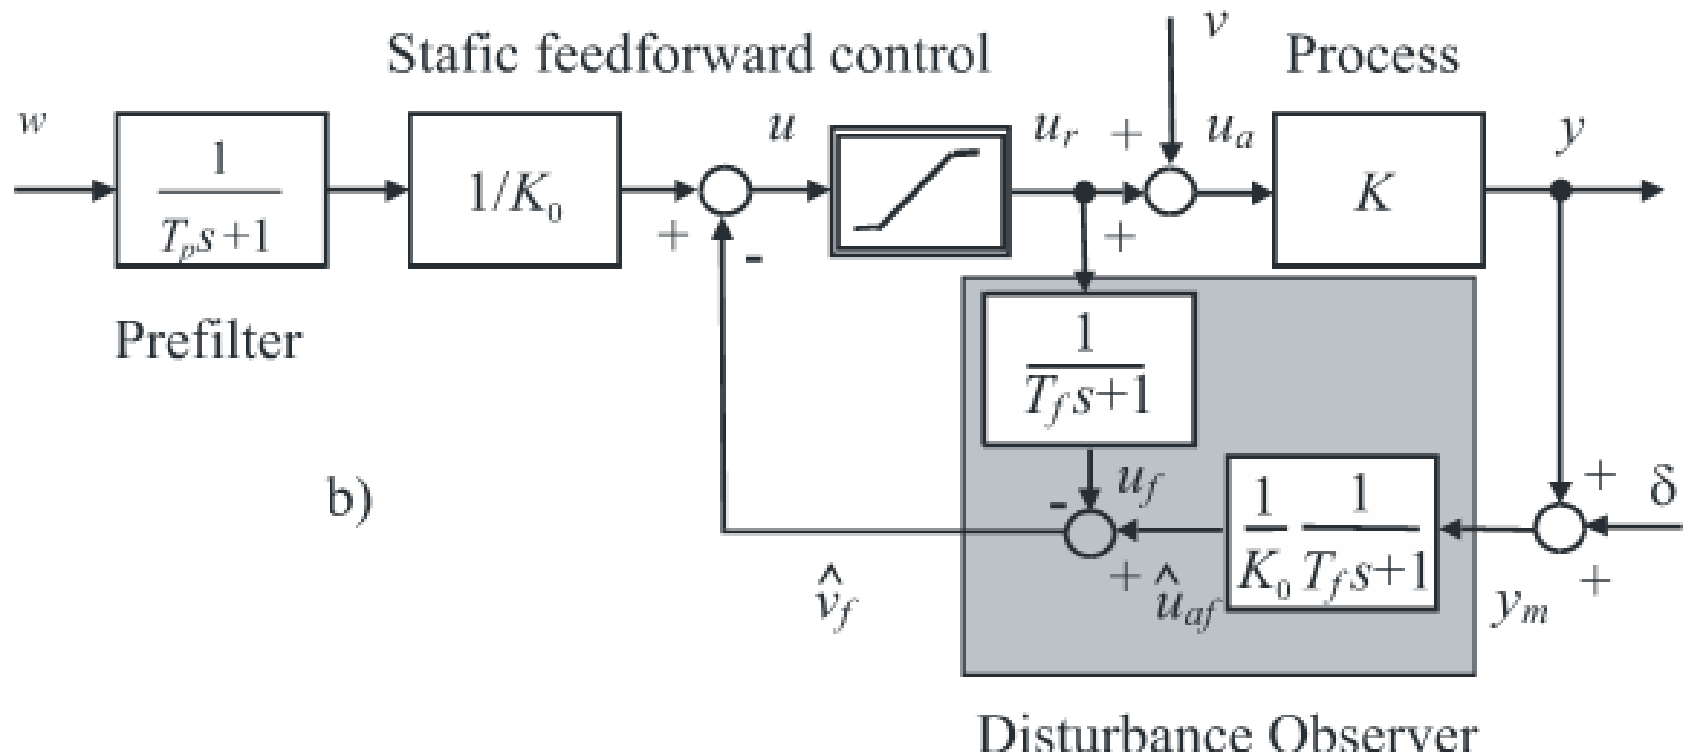 v
Stafic feedforward control Process
w u u_r + u_a y
1
T_p s+1
1/K_0
K
+ - +
Prefilter
1
T_f s+1
b)
- u_f
+ δ
1 1
K_0 T_f s+1
v̂_f + û_af y_m +
Disturbance Observer